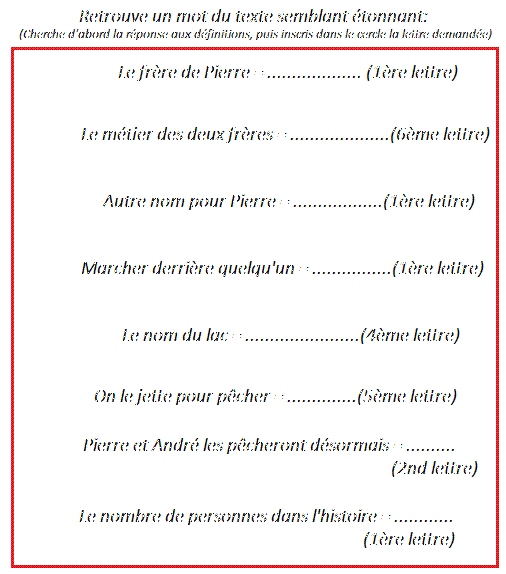 Retrouve un mot du texte semblant étonnant:
(Cherche d'abord la réponse aux définitions, puis inscris dans le cercle la lettre demandée)
Le frère de Pierre :: ................... (1ère lettre)
Le métier des deux frères :: ....................(6ème lettre)
Autre nom pour Pierre :: ..................(1ère lettre)
Marcher derrière quelqu'un :: ................(1ère lettre)
Le nom du lac :: .......................(4ème lettre)
On le jette pour pêcher :: ..............(5ème lettre)
Pierre et André les pêcheront désormais :: ..........
(2nd lettre)
Le nombre de personnes dans l'histoire :: ............
(1ère lettre)